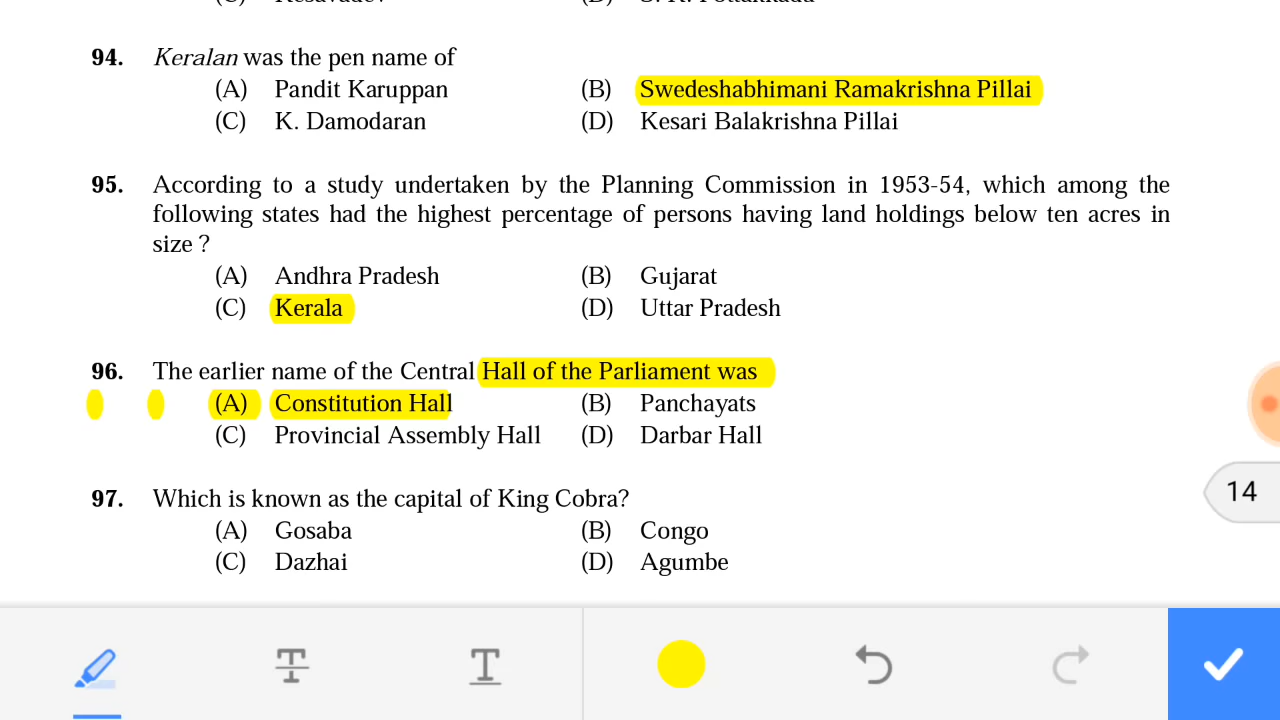 94. Keralan was the pen name of
(A) Pandit Karuppan (B) Swedeshabhimani Ramakrishna Pillai
(C) K. Damodaran (D) Kesari Balakrishna Pillai
95. According to a study undertaken by the Planning Commission in 1953-54, which among the
following states had the highest percentage of persons having land holdings below ten acres in
size ?
(A) Andhra Pradesh (B) Gujarat
(C) Kerala (D) Uttar Pradesh
96. The earlier name of the Central Hall of the Parliament was
(A) Constitution Hall (B) Panchayats
(C) Provincial Assembly Hall (D) Darbar Hall
14
97. Which is known as the capital of King Cobra?
(A) Gosaba (B) Congo
(C) Dazhai (D) Agumbe
T T